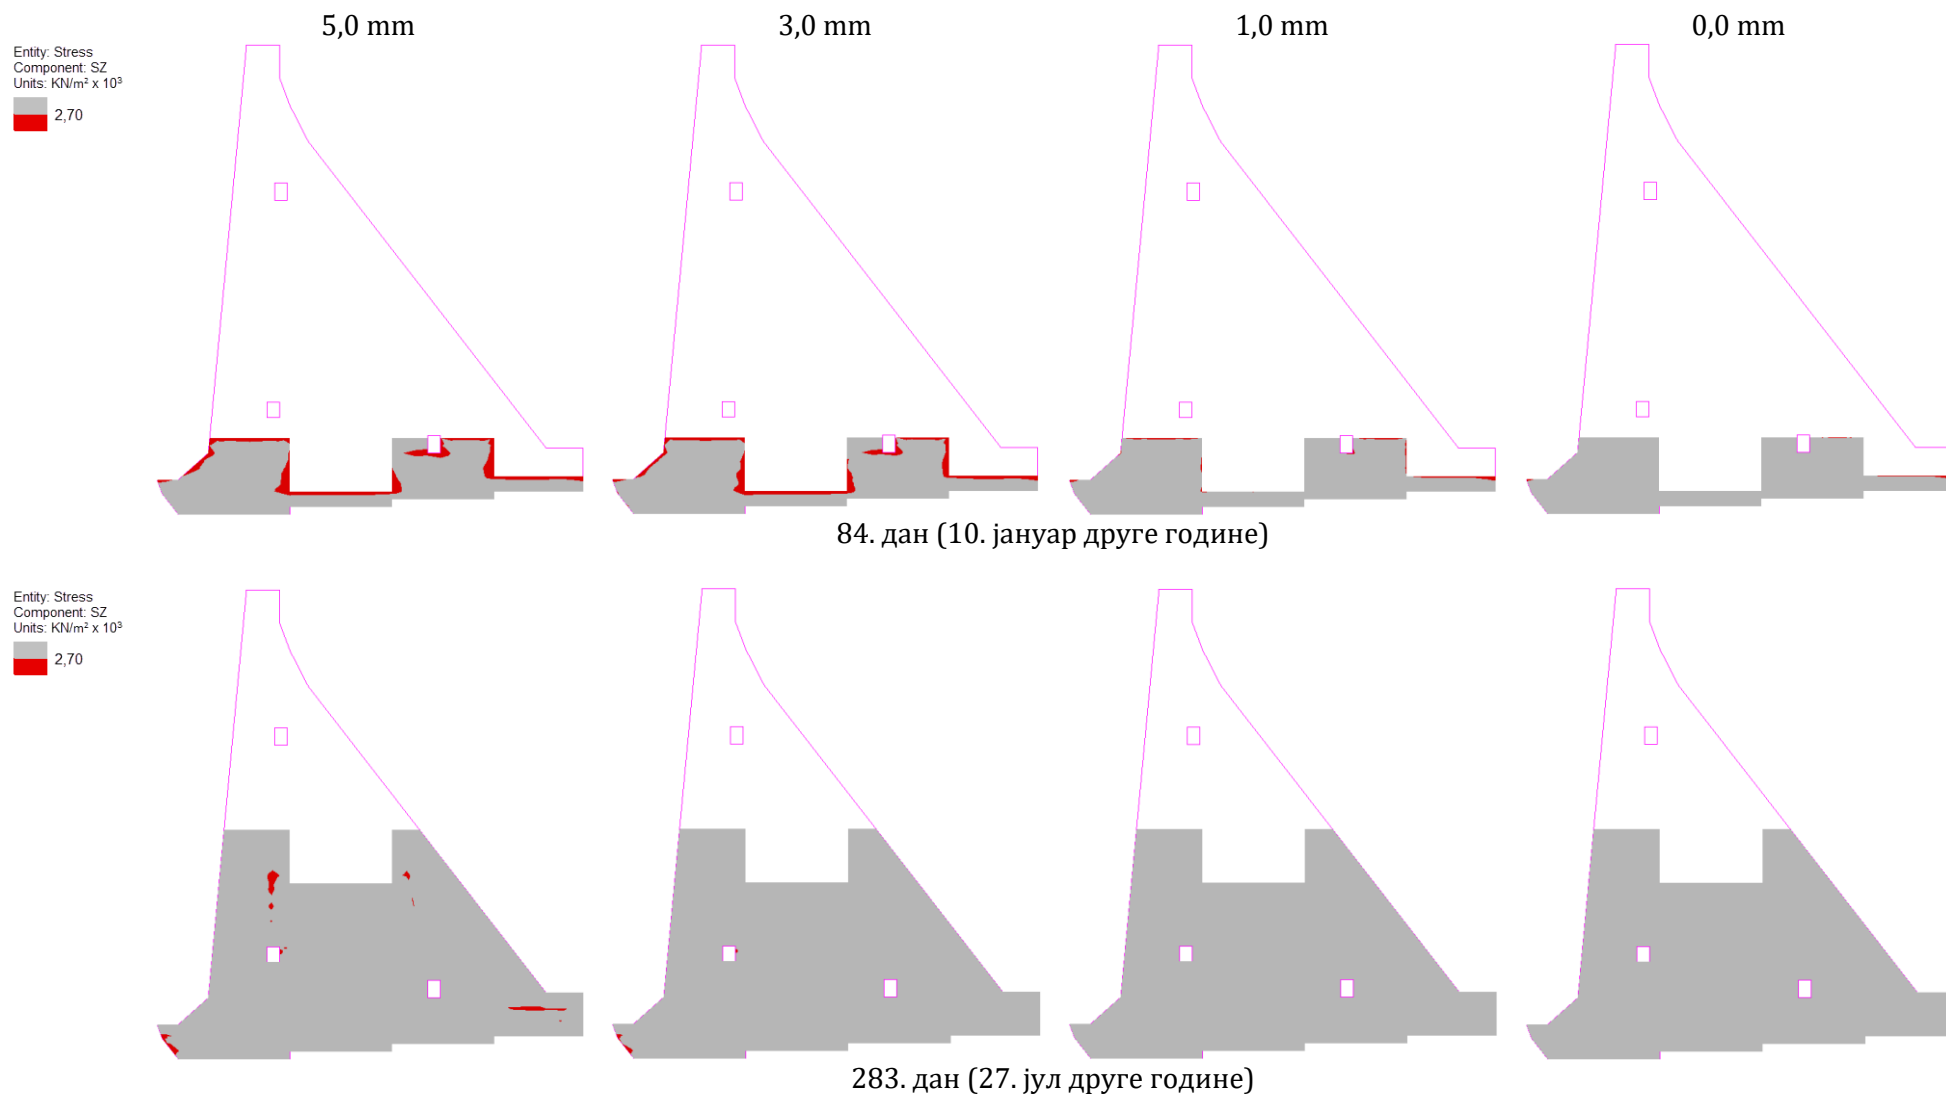 5,0 mm 3,0 mm 1,0 mm 0,0 mm
Entity: Stress
Component: SZ
Units: KN/m² x 10³
2,70
84. дан (10. јануар друге године)
Entity: Stress
Component: SZ
Units: KN/m² x 10³
2,70
283. дан (27. јул друге године)